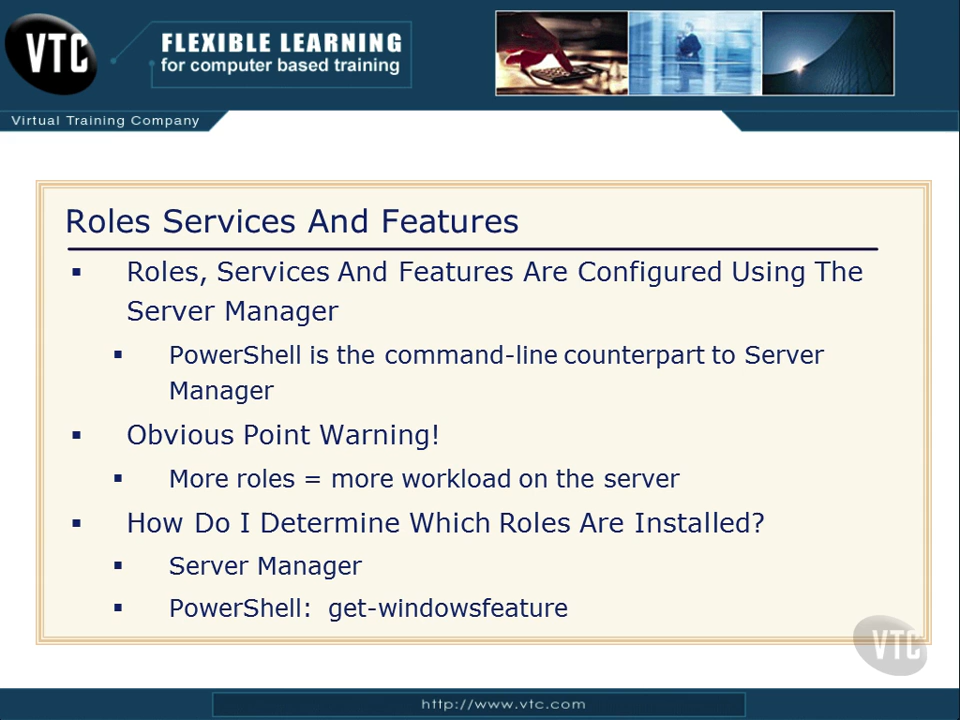 VTC
FLEXIBLE LEARNING
for computer based training
Virtual Training Company
Roles Services And Features
Roles, Services And Features Are Configured Using The
Server Manager
PowerShell is the command-line counterpart to Server
Manager
Obvious Point Warning!
More roles = more workload on the server
How Do I Determine Which Roles Are Installed?
Server Manager
PowerShell: get-windowsfeature
VTC
http://www.vtc.com